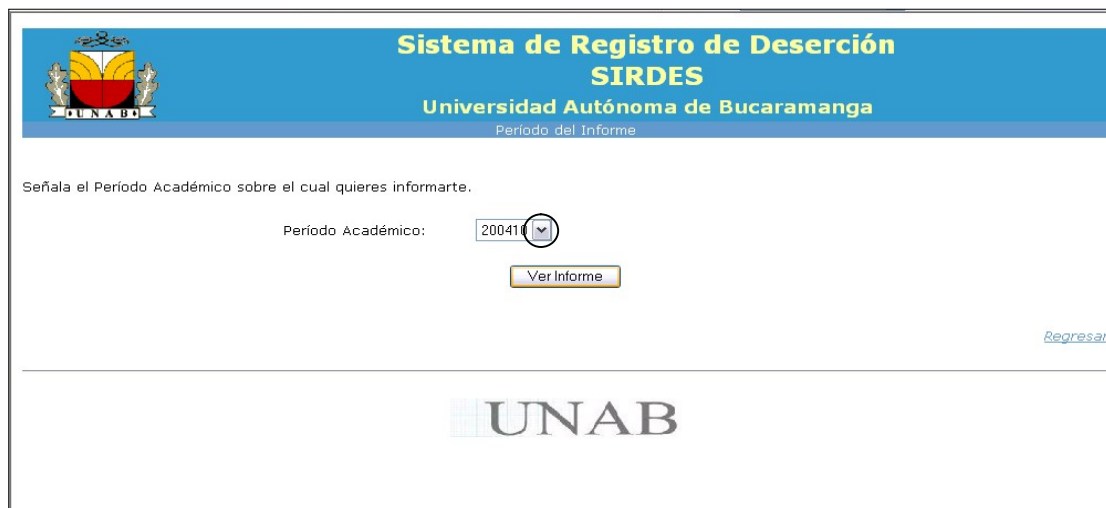 Sistema de Registro de Deserción
SIRDES
Universidad Autónoma de Bucaramanga
Período del Informe
UNAB
Señala el Período Académico sobre el cual quieres informarte.
Período Académico: 200410
Ver Informe
Regresar
UNAB